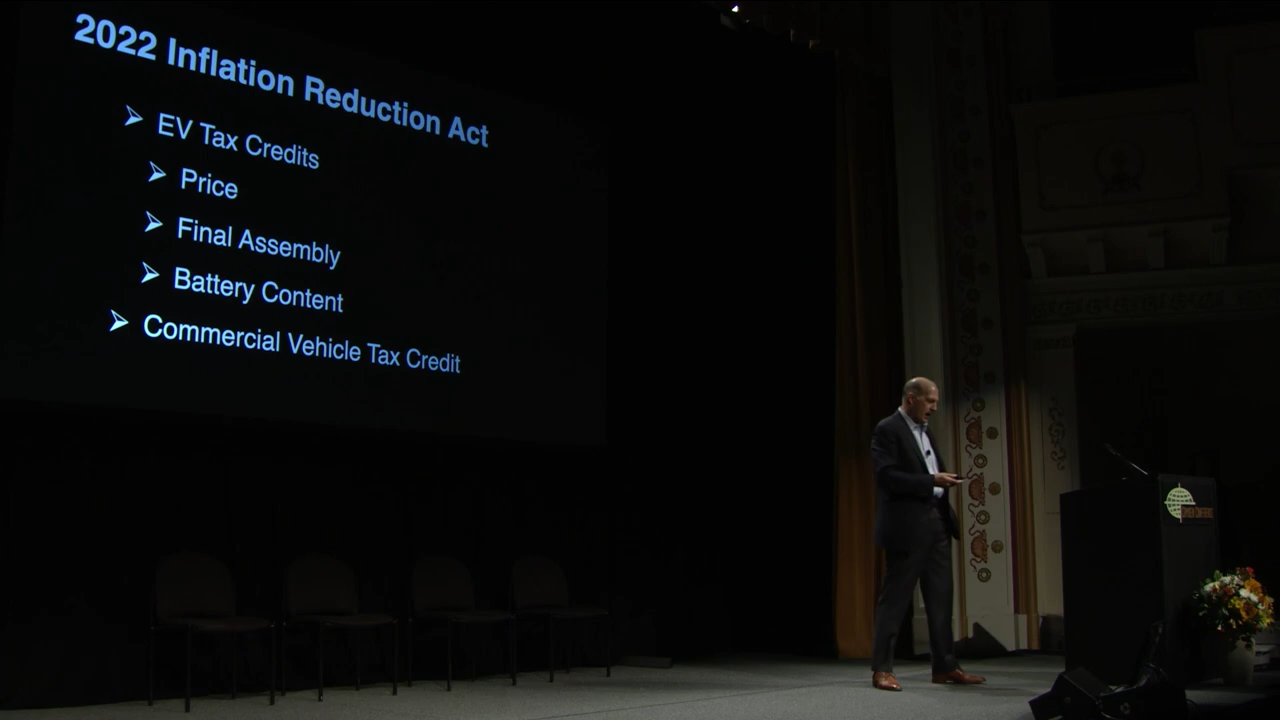 2022 Inflation Reduction Act
EV Tax Credits
Price
Final Assembly
Battery Content
Commercial Vehicle Tax Credit